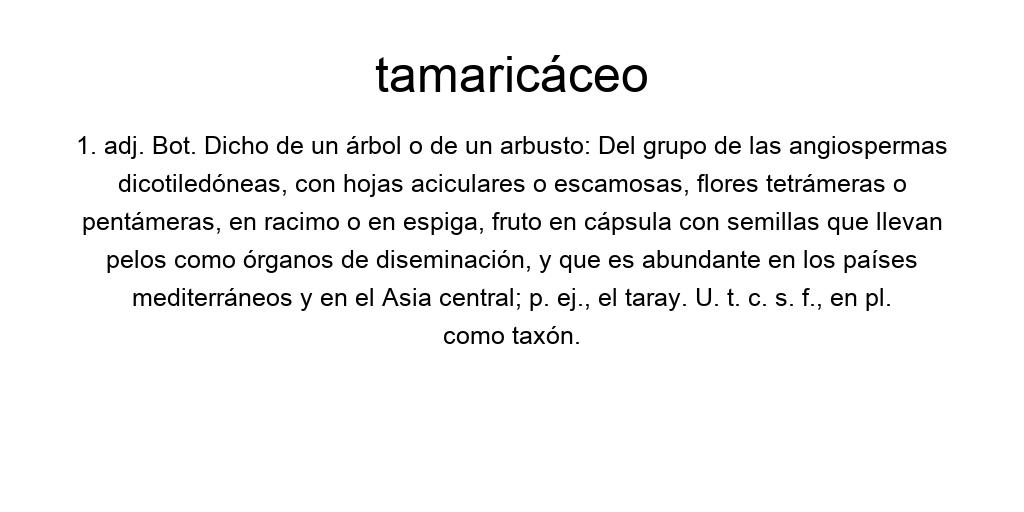 tamaricáceo
1. adj. Bot. Dicho de un árbol o de un arbusto: Del grupo de las angiospermas
dicotiledóneas, con hojas aciculares o escamosas, flores tetrámeras o
pentámeras, en racimo o en espiga, fruto en cápsula con semillas que llevan
pelos como órganos de diseminación, y que es abundante en los países
mediterráneos y en el Asia central; p. ej., el taray. U. t. c. s. f., en pl.
como taxón.